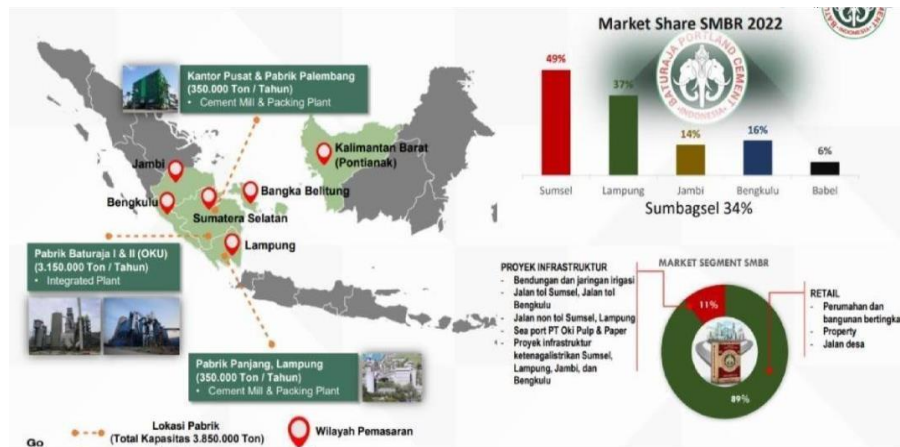 Kantor Pusat & Pabrik Palembang
(350.000 Ton / Tahun)
• Cement Mill & Packing Plant
Jambi
Bengkulu
Sumatera Selatan
Bangka Belitung
Lampung
Kalimantan Barat
(Pontianak)
Pabrik Baturaja I & II (OKU)
(3.150.000 Ton / Tahun)
• Integrated Plant
Pabrik Panjang, Lampung
(350.000 Ton / Tahun)
• Cement Mill & Packing Plant
Lokasi Pabrik
(Total Kapasitas 3.850.000 Ton)
Wilayah Pemasaran
Go
Market Share SMBR 2022
BATURAJA PORTLAND CEMENT
•INDONESIA•
49%
37%
14%
16%
6%
Sumsel
Lampung
Jambi
Bengkulu
Babel
Sumbagsel 34%
MARKET SEGMENT SMBR
PROYEK INFRASTRUKTUR
- Bendungan dan jaringan irigasi
- Jalan tol Sumsel, Jalan tol
Bengkulu
- Jalan non tol Sumsel, Lampung
- Sea port PT Oki Pulp & Paper
- Proyek infrastruktur
ketenagalistrikan Sumsel,
Lampung, Jambi, dan
Bengkulu
11%
89%
RETAIL
- Perumahan dan
bangunan bertingka
- Property
- Jalan desa